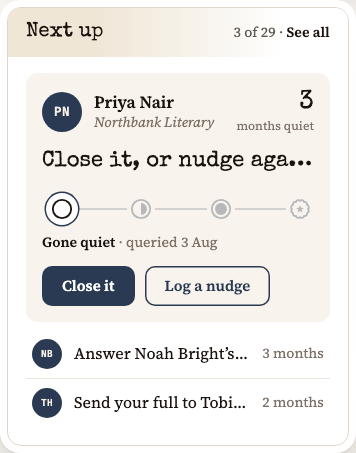 Next up
3 of 29 · See all
PN
Priya Nair
3
Northbank Literary
months quiet
Close it, or nudge aga...
Gone quiet · queried 3 Aug
Close it
Log a nudge
NB
Answer Noah Bright's...
3 months
TH
Send your full to Tobi...
2 months